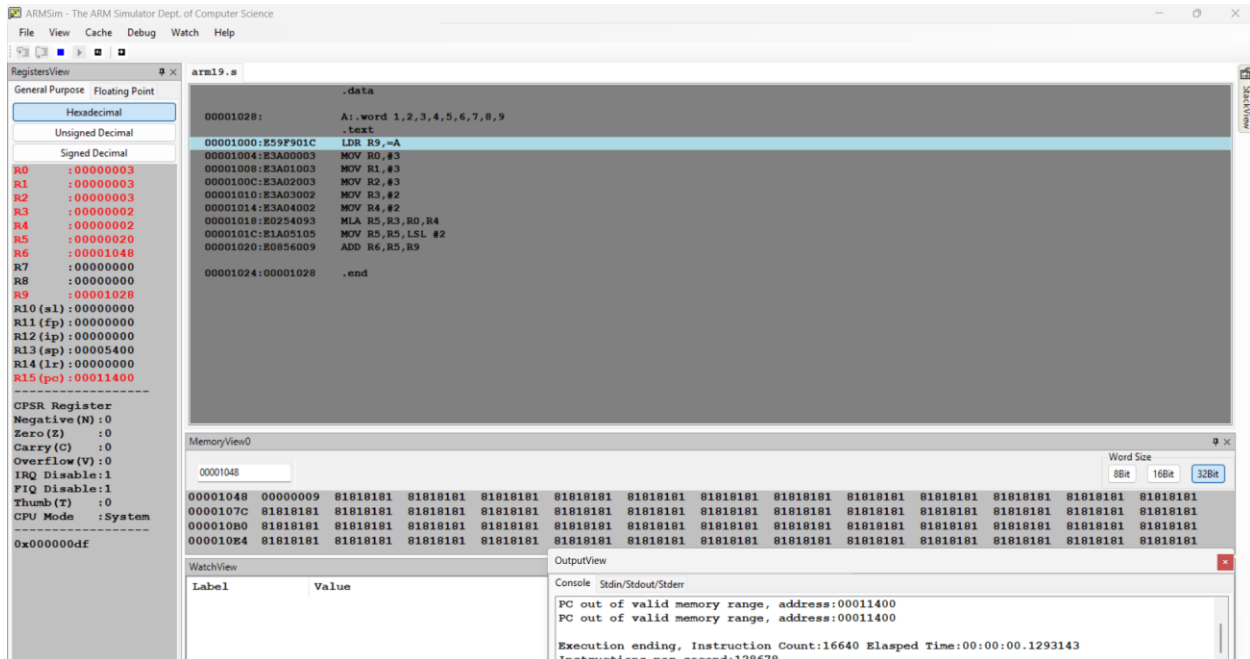 ARMSim - The ARM Simulator Dept. of Computer Science
File View Cache Debug Watch Help
RegistersView
General Purpose Floating Point
Hexadecimal
Unsigned Decimal
Signed Decimal
R0 :00000003
R1 :00000003
R2 :00000003
R3 :00000002
R4 :00000002
R5 :00000020
R6 :00001048
R7 :00000000
R8 :00000000
R9 :00001028
R10(sl):00000000
R11(fp):00000000
R12(ip):00000000
R13(sp):00005400
R14(lr):00000000
R15(pc):00011400
-------------------
CPSR Register
Negative(N):0
Zero(Z) :0
Carry(C) :0
Overflow(V):0
IRQ Disable:1
FIQ Disable:1
Thumb(T) :0
CPU Mode :System
-------------------
0x000000df
arm19.s
.data
00001028: A:.word 1,2,3,4,5,6,7,8,9
.text
00001000:E59F901C LDR R9,=A
00001004:E3A00003 MOV R0,#3
00001008:E3A01003 MOV R1,#3
0000100C:E3A02003 MOV R2,#3
00001010:E3A03002 MOV R3,#2
00001014:E3A04002 MOV R4,#2
00001018:E0254093 MLA R5,R3,R0,R4
0000101C:E1A05105 MOV R5,R5,LSL #2
00001020:E0856009 ADD R6,R5,R9
00001024:00001028 .end
StackView
MemoryView0
Word Size
00001048
8Bit 16Bit 32Bit
00001048 00000009 81818181 81818181 81818181 81818181 81818181 81818181 81818181 81818181 81818181 81818181 81818181 81818181
0000107C 81818181 81818181 81818181 81818181 81818181 81818181 81818181 81818181 81818181 81818181 81818181 81818181 81818181
000010B0 81818181 81818181 81818181 81818181 81818181 81818181 81818181 81818181 81818181 81818181 81818181 81818181 81818181
000010E4 81818181 81818181 81818181 81818181 81818181 81818181 81818181 81818181 81818181 81818181 81818181 81818181 81818181
WatchView
Label Value
OutputView
Console Stdin/Stdout/Stderr
PC out of valid memory range, address:00011400
PC out of valid memory range, address:00011400
Execution ending, Instruction Count:16640 Elasped Time:00:00:00.1293143
Instructions per second:128678